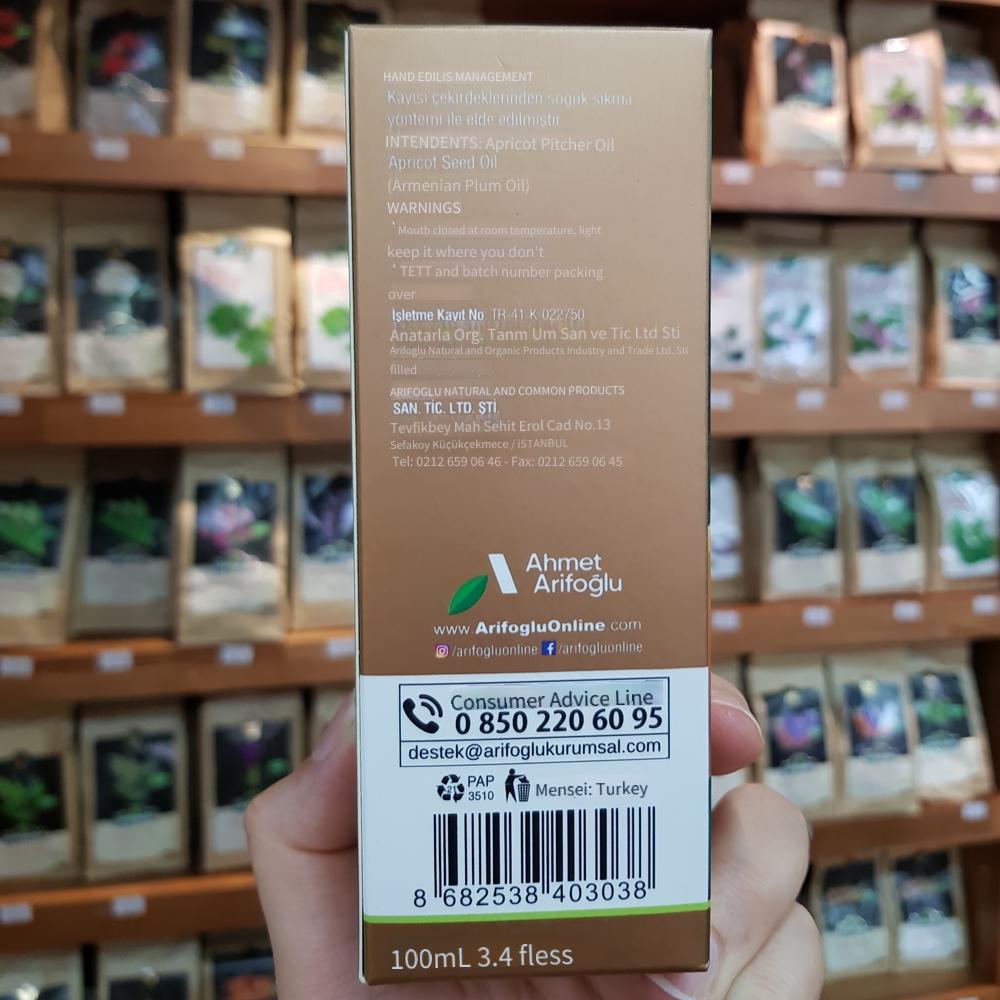 HAND EDILIS MANAGEMENT
Kayısı çekirdeklerinden soğuk sıkma
yöntemi ile elde edilmiştir
INTENDENTS: Apricot Pitcher Oil
Apricot Seed Oil
(Armenian Plum Oil)
WARNINGS
* Mouth closed at room temperature, light
keep it where you don't
* TETT and batch number packing
over
İşletme Kayıt No TR-41-K-022750
Anatarla Org. Tanm Um San ve Tic Ltd Sti
Arifoglu Natural and Organic Products Industry and Trade Ltd. Sti
filled
ARIFOGLU NATURAL AND COMMON PRODUCTS
SAN. TİC. LTD. ŞTİ.
Tevfikbey Mah Sehit Erol Cad No.13
Sefakoy Küçükçekmece / iSTANBUL
Tel: 0212 659 06 46 - Fax: 0212 659 06 45
Ahmet
Arifoğlu
www ArifogluOnline com
/arifogluonline /arifogluonline
Consumer Advice Line
0 850 220 60 95
destek@arifoglukurumsal.com
21 PAP
3510
Mensei: Turkey
8 682538 403038
100mL 3.4 fless